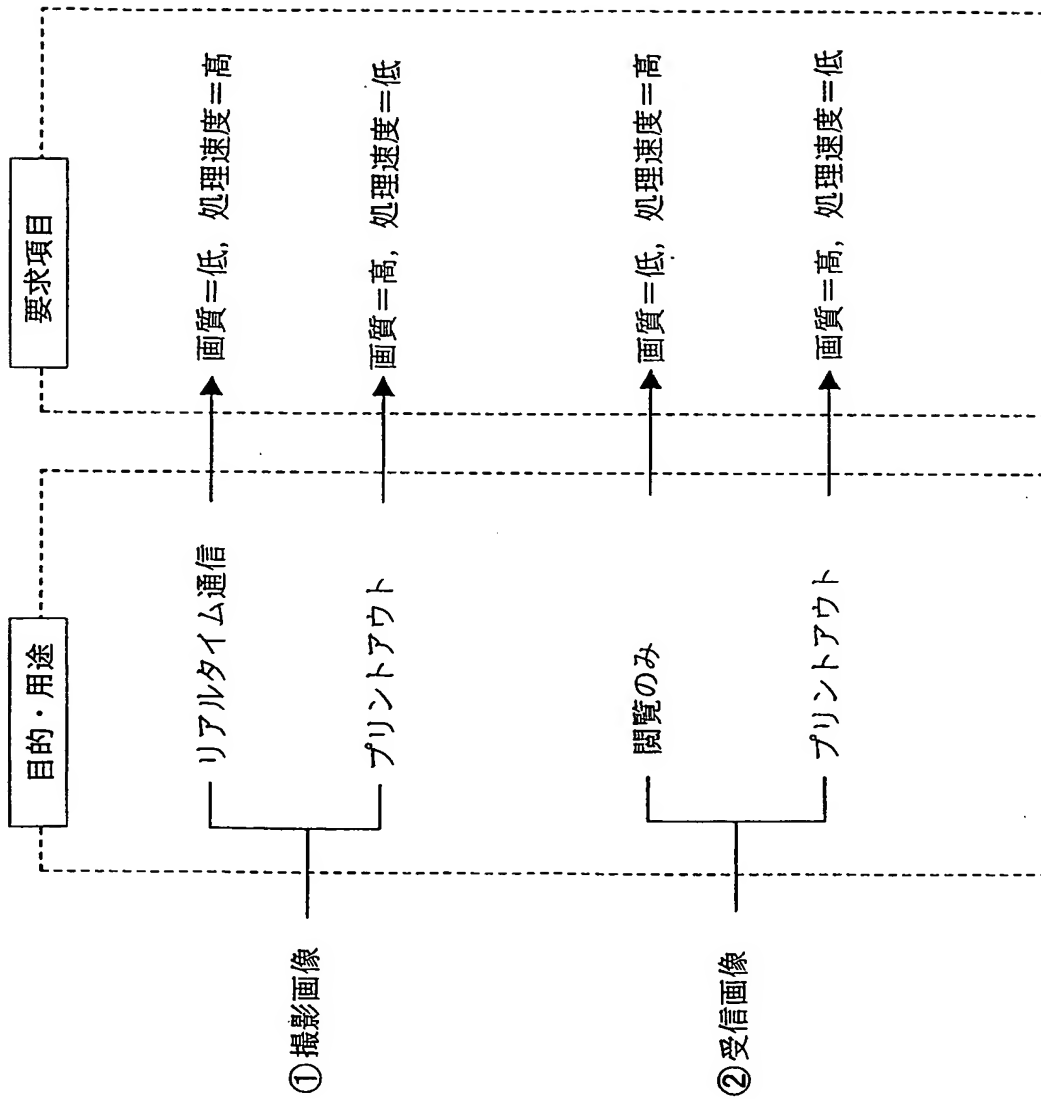 目的・用途
要求項目
①撮影画像
リアルタイム通信
画質＝低，処理速度＝高
プリントアウト
画質＝高，処理速度＝低
②受信画像
閲覧のみ
画質＝低，処理速度＝高
プリントアウト
画質＝高，処理速度＝低